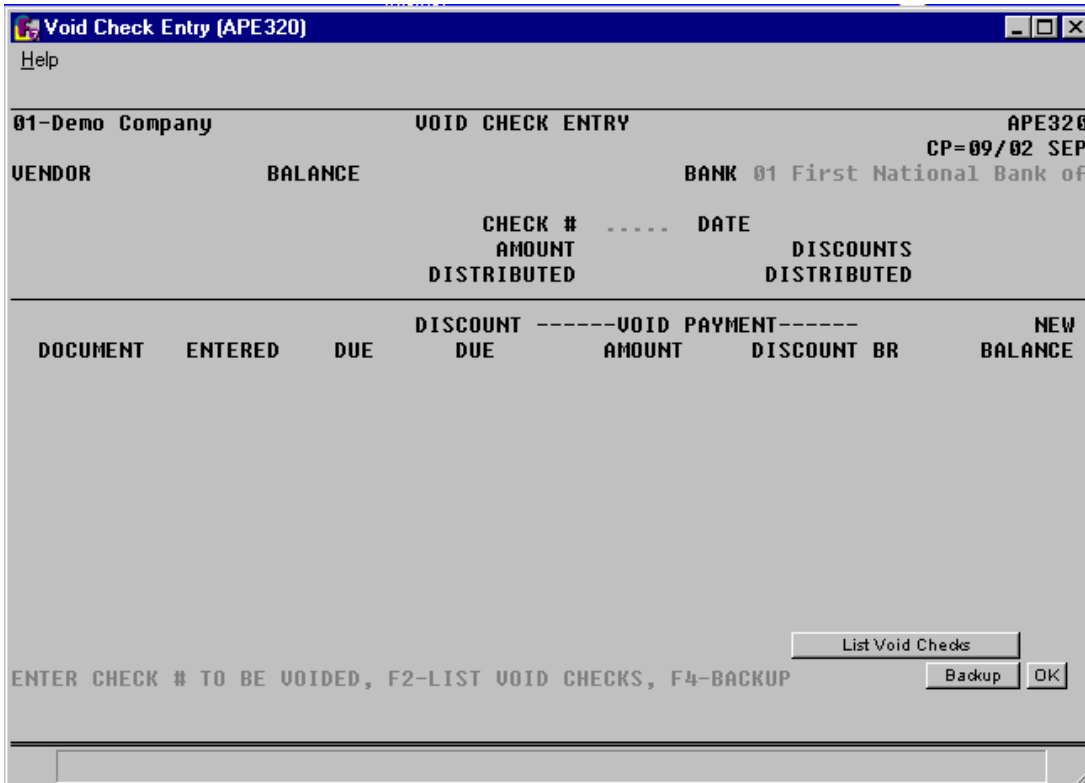 Void Check Entry (APE320)
Help
01-Demo Company VOID CHECK ENTRY APE320
CP=09/02 SEP
VENDOR BALANCE BANK 01 First National Bank of
CHECK # ..... DATE
AMOUNT DISCOUNTS
DISTRIBUTED DISTRIBUTED
DISCOUNT ------VOID PAYMENT------ NEW
DOCUMENT ENTERED DUE DUE AMOUNT DISCOUNT BR BALANCE
List Void Checks
ENTER CHECK # TO BE VOIDED, F2-LIST VOID CHECKS, F4-BACKUP Backup OK